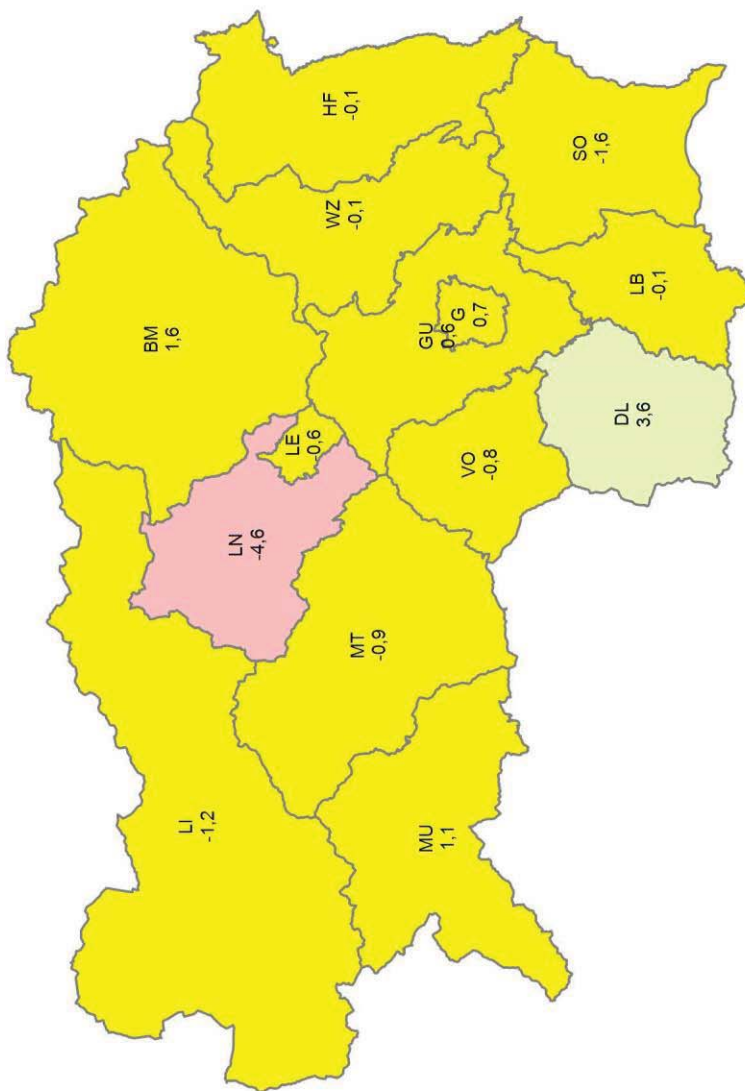 BM
1,6
LI
-1,2
LN
-4,6
LE
-0,6
HF
-0,1
WZ
-0,1
MT
-0,9
MU
1,1
GU
0,6
G
0,7
VO
-0,8
SO
-1,6
DL
3,6
LB
-0,1